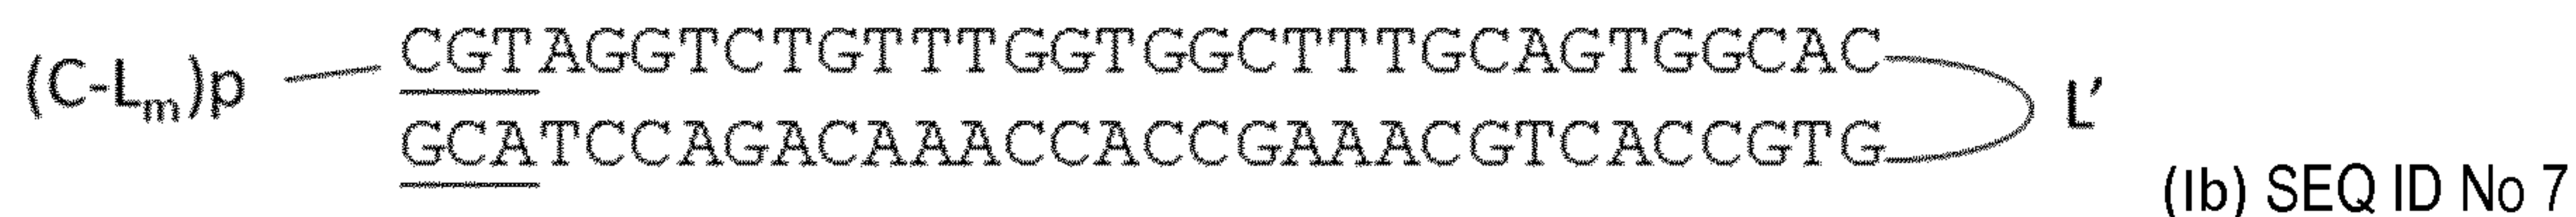 (C-Lm)p CGTAGGTCTGTTTGGTGGCTTTGCAGTGGCAC L'
GCATCCAGACAAACCACCGAAACGTCACCGTG
(Ib) SEQ ID No 7